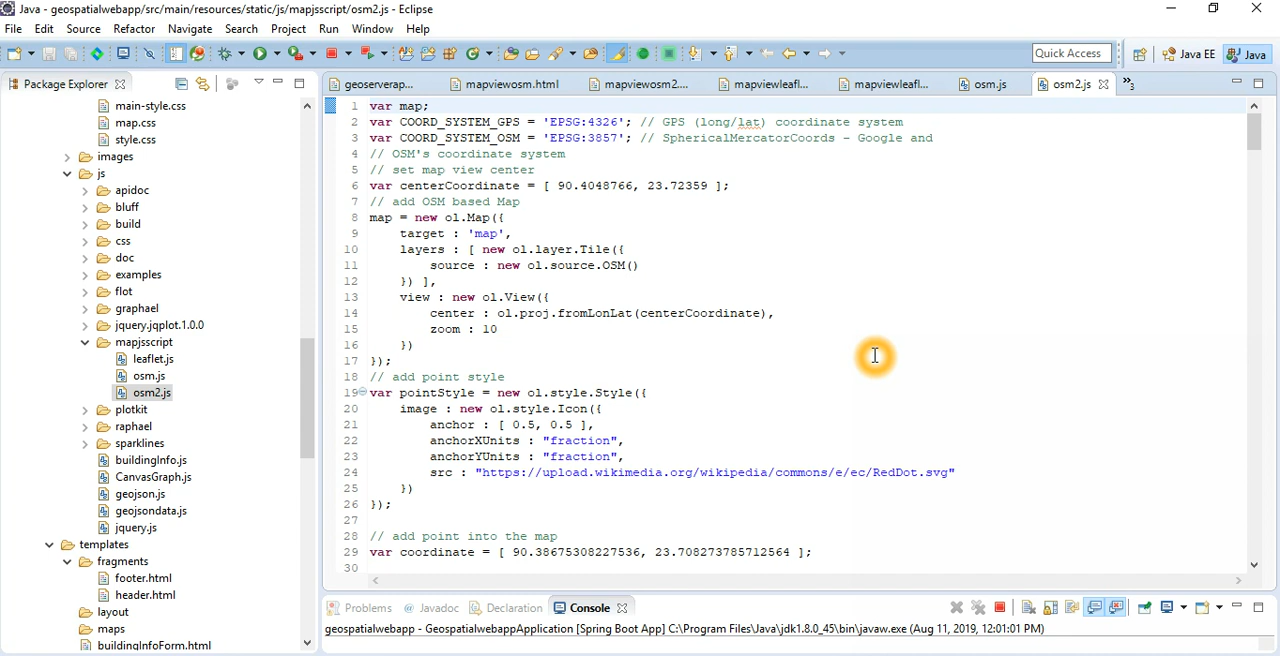 Java - geospatialwebapp/src/main/resources/static/js/mapjsscript/osm2.js - Eclipse
File Edit Source Refactor Navigate Search Project Run Window Help
Quick Access Java EE Java
Package Explorer
main-style.css
map.css
style.css
images
js
apidoc
bluff
build
css
doc
examples
flot
graphael
jquery.jqplot.1.0.0
mapjsscript
leaflet.js
osm.js
osm2.js
plotkit
raphael
sparklines
buildingInfo.js
CanvasGraph.js
geojson.js
geojsondata.js
jquery.js
templates
fragments
footer.html
header.html
layout
maps
buildingInfoForm.html
geoserverap... mapviewosm.html mapviewosm2.... mapviewleafl... mapviewleafl... osm.js osm2.js »3
1 var map;
2 var COORD_SYSTEM_GPS = 'EPSG:4326'; // GPS (long/lat) coordinate system
3 var COORD_SYSTEM_OSM = 'EPSG:3857'; // SphericalMercatorCoords - Google and
4 // OSM's coordinate system
5 // set map view center
6 var centerCoordinate = [ 90.4048766, 23.72359 ];
7 // add OSM based Map
8 map = new ol.Map({
9 target : 'map',
10 layers : [ new ol.layer.Tile({
11 source : new ol.source.OSM()
12 }) ],
13 view : new ol.View({
14 center : ol.proj.fromLonLat(centerCoordinate),
15 zoom : 10
16 })
17 });
18 // add point style
19 var pointStyle = new ol.style.Style({
20 image : new ol.style.Icon({
21 anchor : [ 0.5, 0.5 ],
22 anchorXUnits : "fraction",
23 anchorYUnits : "fraction",
24 src : "https://upload.wikimedia.org/wikipedia/commons/e/ec/RedDot.svg"
25 })
26 });
27
28 // add point into the map
29 var coordinate = [ 90.38675308227536, 23.708273785712564 ];
30
Problems Javadoc Declaration Console
geospatialwebapp - GeospatialwebappApplication [Spring Boot App] C:\Program Files\Java\jdk1.8.0_45\bin\javaw.exe (Aug 11, 2019, 12:01:01 PM)